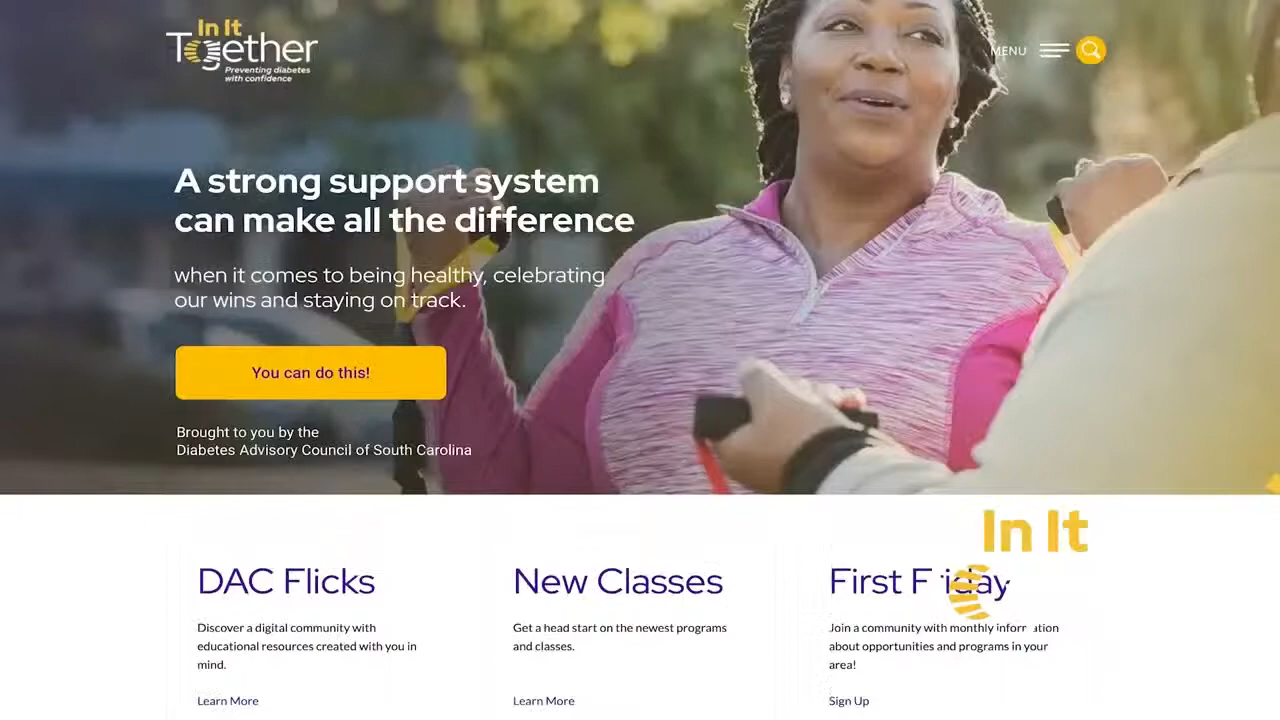 In It
Together
Preventing diabetes
with confidence
MENU
A strong support system
can make all the difference
when it comes to being healthy, celebrating
our wins and staying on track.
You can do this!
Brought to you by the
Diabetes Advisory Council of South Carolina
In It
DAC Flicks
New Classes
First Friday
Discover a digital community with
educational resources created with you in
mind.
Get a head start on the newest programs
and classes.
Join a community with monthly information
about opportunities and programs in your
area!
Learn More
Learn More
Sign Up